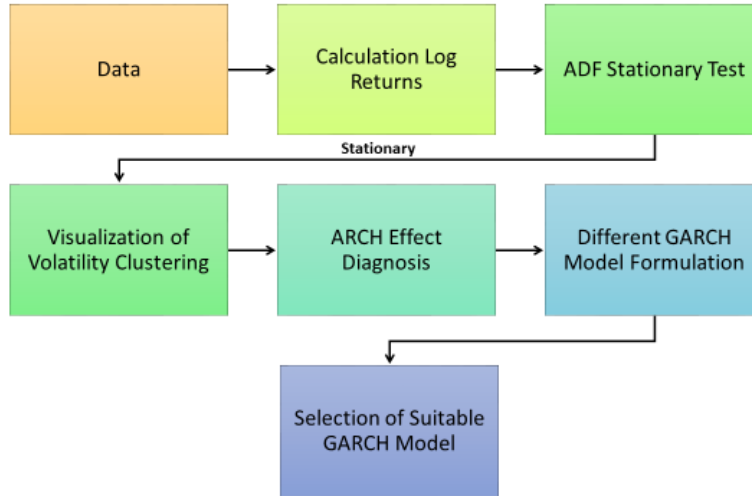 Data
Calculation Log
Returns
ADF Stationary Test
Stationary
Visualization of
Volatility Clustering
ARCH Effect
Diagnosis
Different GARCH
Model Formulation
Selection of Suitable
GARCH Model